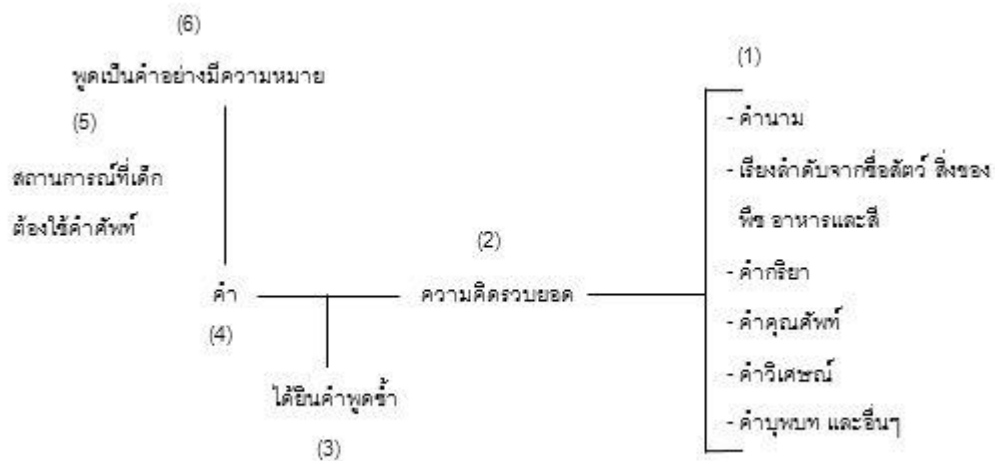 (6)
พูดเป็นคำอย่างมีความหมาย
(5)
สถานการณ์ที่เด็ก
ต้องใช้คำศัพท์
คำ
(4)
ได้ยินคำพูดซ้ำ
(3)
(2)
ความคิดรวบยอด
(1)
- คำนาม
- เรียงลำดับจากชื่อสัตว์ สิ่งของ
พืช อาหารและสี
- คำกริยา
- คำคุณศัพท์
- คำวิเศษณ์
- คำบุพบท และอื่นๆ